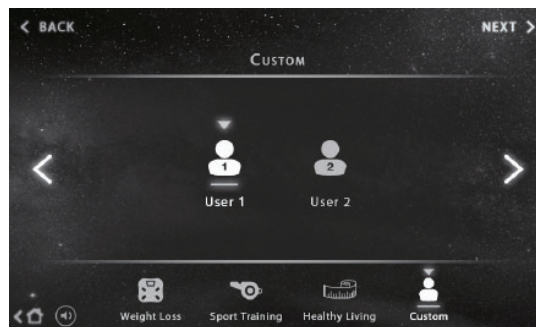 BACK
NEXT
CUSTOM
1
2
User 1
User 2
Weight Loss
Sport Training
Healthy Living
Custom